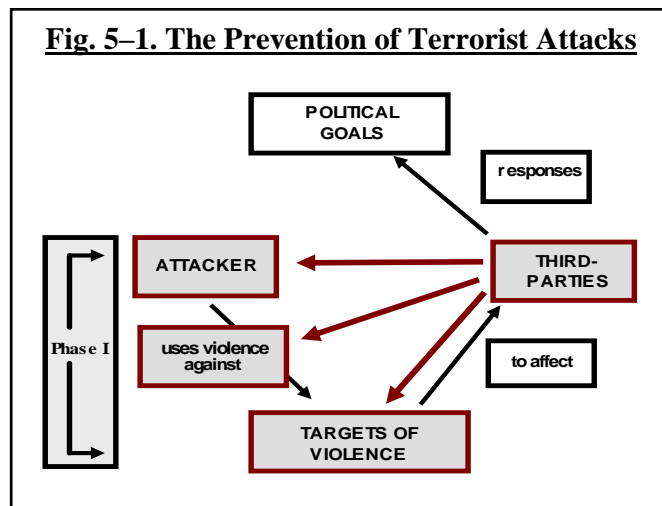 Fig. 5–1. The Prevention of Terrorist Attacks
POLITICAL
GOALS
responses
ATTACKER
THIRD-
PARTIES
Phase I
uses violence
against
to affect
TARGETS OF
VIOLENCE